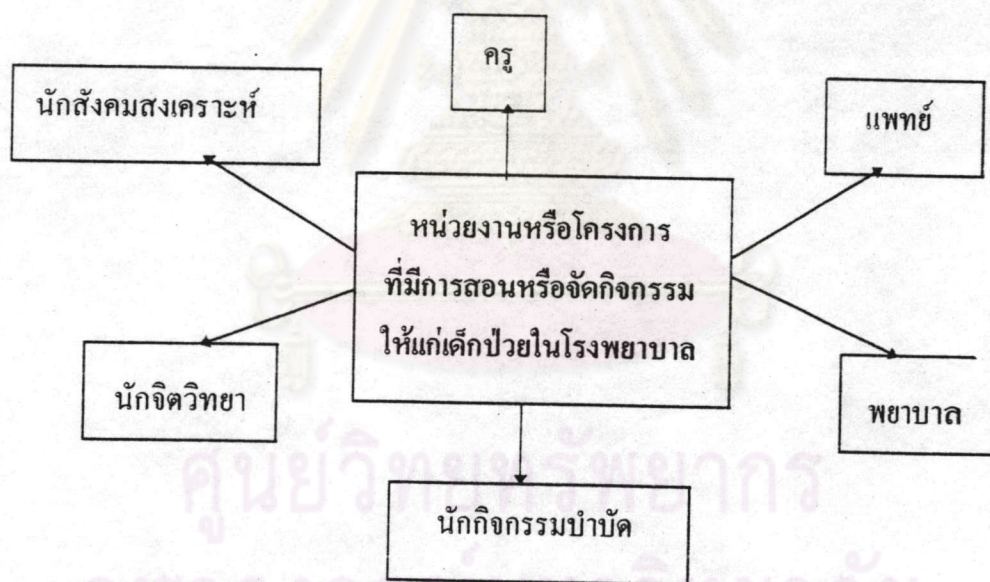 ครู
นักสังคมสงเคราะห์
แพทย์
หน่วยงานหรือโครงการ
ที่มีการสอนหรือจัดกิจกรรม
ให้แก่เด็กป่วยในโรงพยาบาล
นักจิตวิทยา
พยาบาล
ศูนย์วิทยทรัพยากร
นักกิจกรรมบำบัด